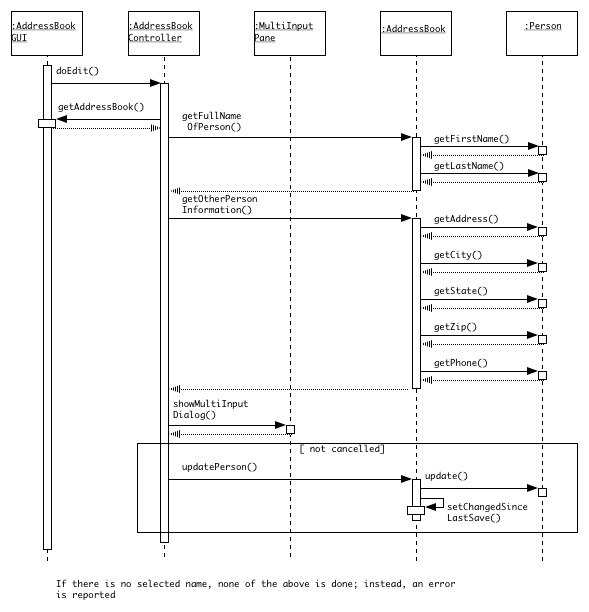 :AddressBook
GUI
:AddressBook
Controller
:MultiInput
Pane
:AddressBook
:Person
doEdit()
getAddressBook()
getFullName
OfPerson()
getFirstName()
getLastName()
getOtherPerson
Information()
getAddress()
getCity()
getState()
getZip()
getPhone()
showMultiInput
Dialog()
[ not cancelled]
updatePerson()
update()
setChangedSince
LastSave()
If there is no selected name, none of the above is done; instead, an error
is reported